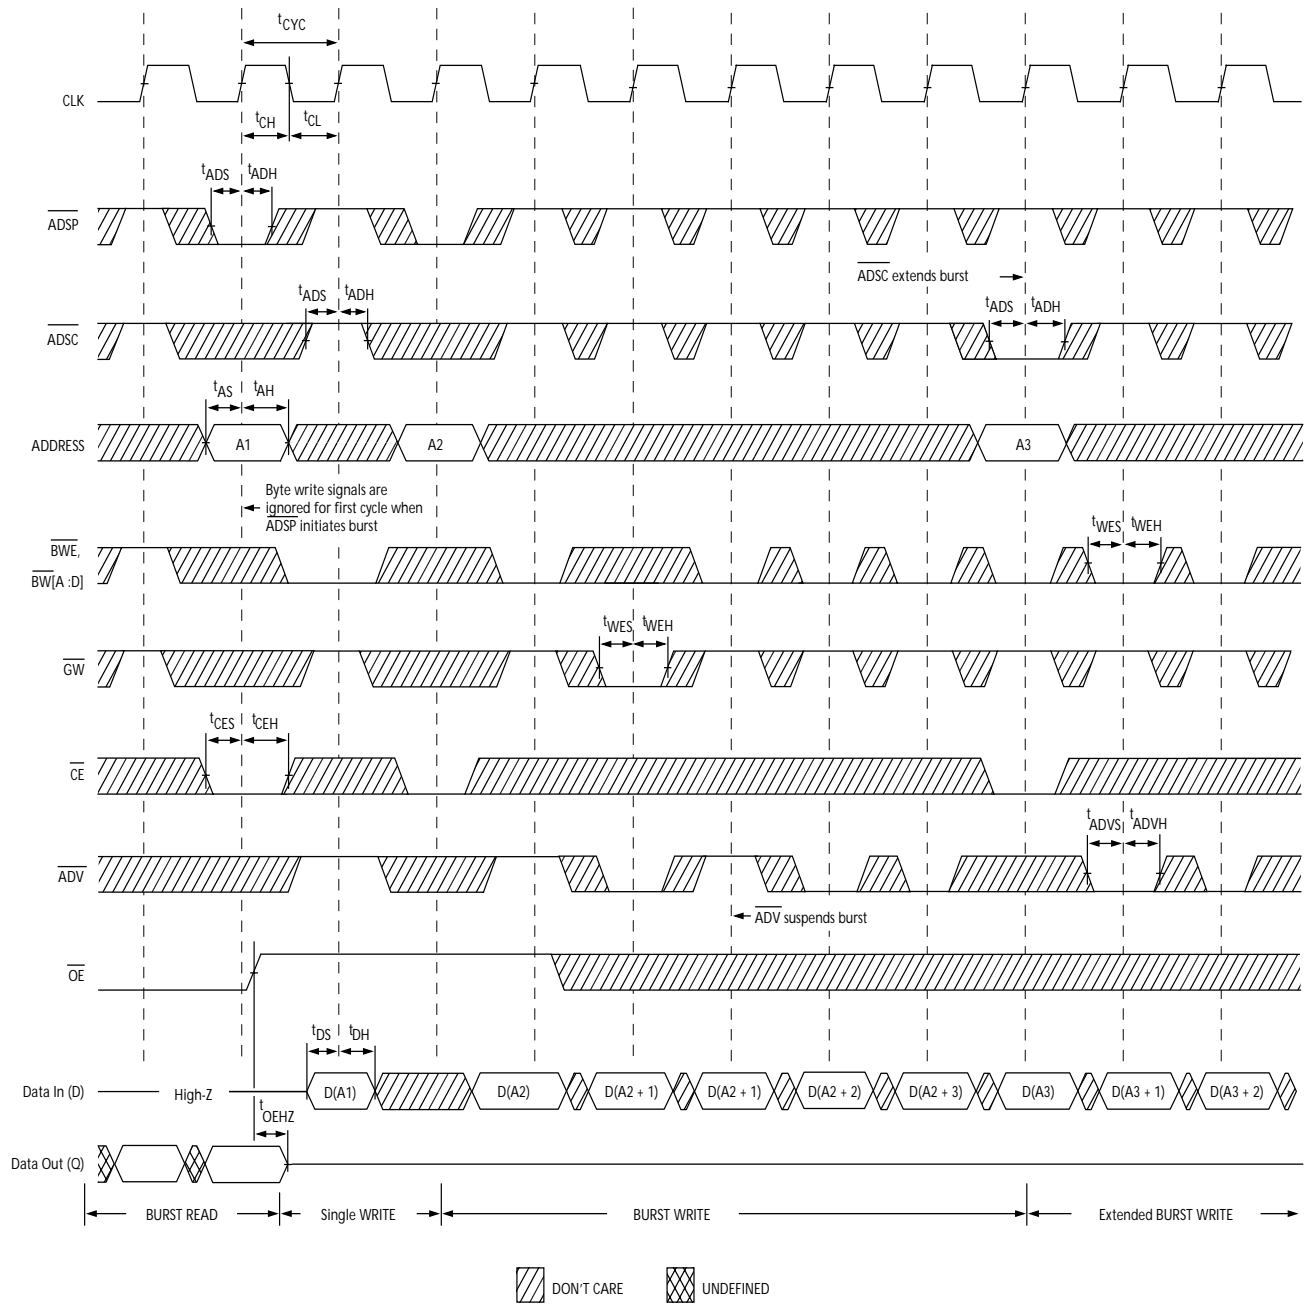 tCYC
CLK
tCH
tCL
tADS
tADH
ADSP
ADSC extends burst
tADS
tADH
tADS
tADH
ADSC
tAS
tAH
ADDRESS
A1
A2
A3
Byte write signals are
ignored for first cycle when
ADSP initiates burst
tWES
tWEH
BWE,
BW[A :D]
tWES
tWEH
GW
tCES
tCEH
CE
tADVS
tADVH
ADV
ADV suspends burst
OE
tDS
tDH
Data In (D)
High-Z
D(A1)
D(A2)
D(A2 + 1)
D(A2 + 1)
D(A2 + 2)
D(A2 + 3)
D(A3)
D(A3 + 1)
D(A3 + 2)
tOEHZ
Data Out (Q)
BURST READ
Single WRITE
BURST WRITE
Extended BURST WRITE
DON'T CARE
UNDEFINED